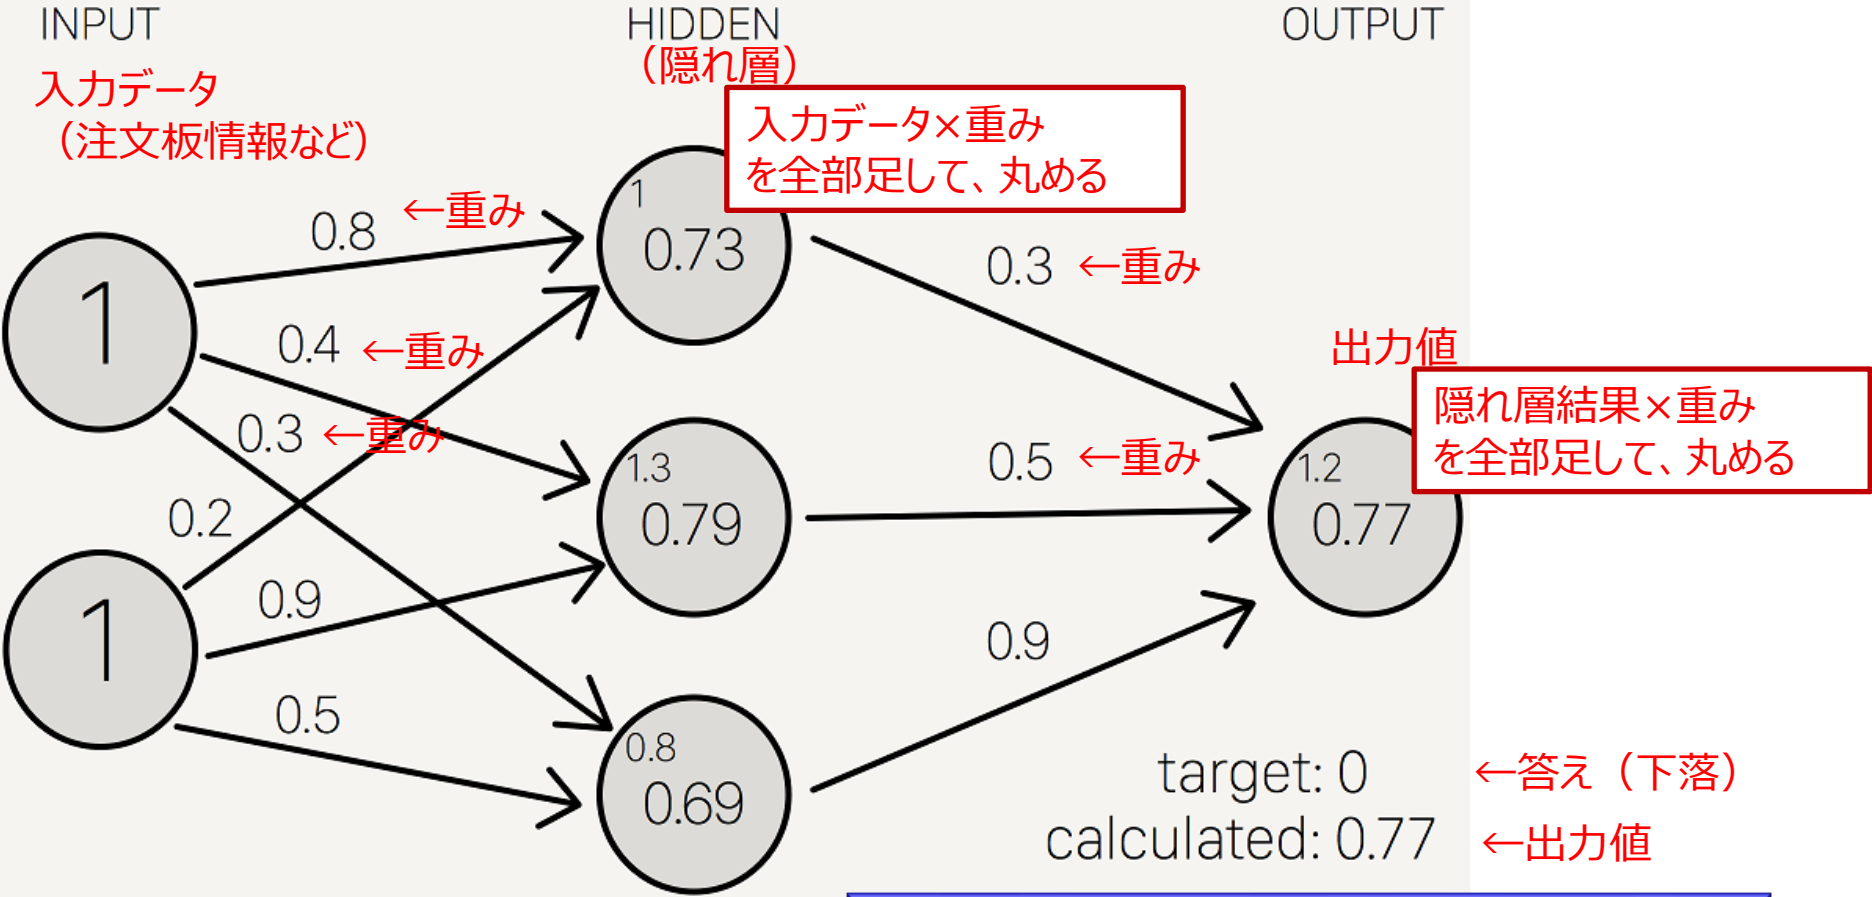 INPUT
HIDDEN
OUTPUT
(隠れ層)
入力データ
(注文板情報など)
入力データ×重み
を全部足して、丸める
0.8 ←重み
1
0.73
0.3 ←重み
1
0.4 ←重み
出力値
隠れ層結果×重み
を全部足して、丸める
0.3 ←重み
1.3
0.79
0.5 ←重み
1.2
0.77
0.2
0.9
1
0.9
0.5
0.8
0.69
target: 0 ←答え(下落)
calculated: 0.77 ←出力値